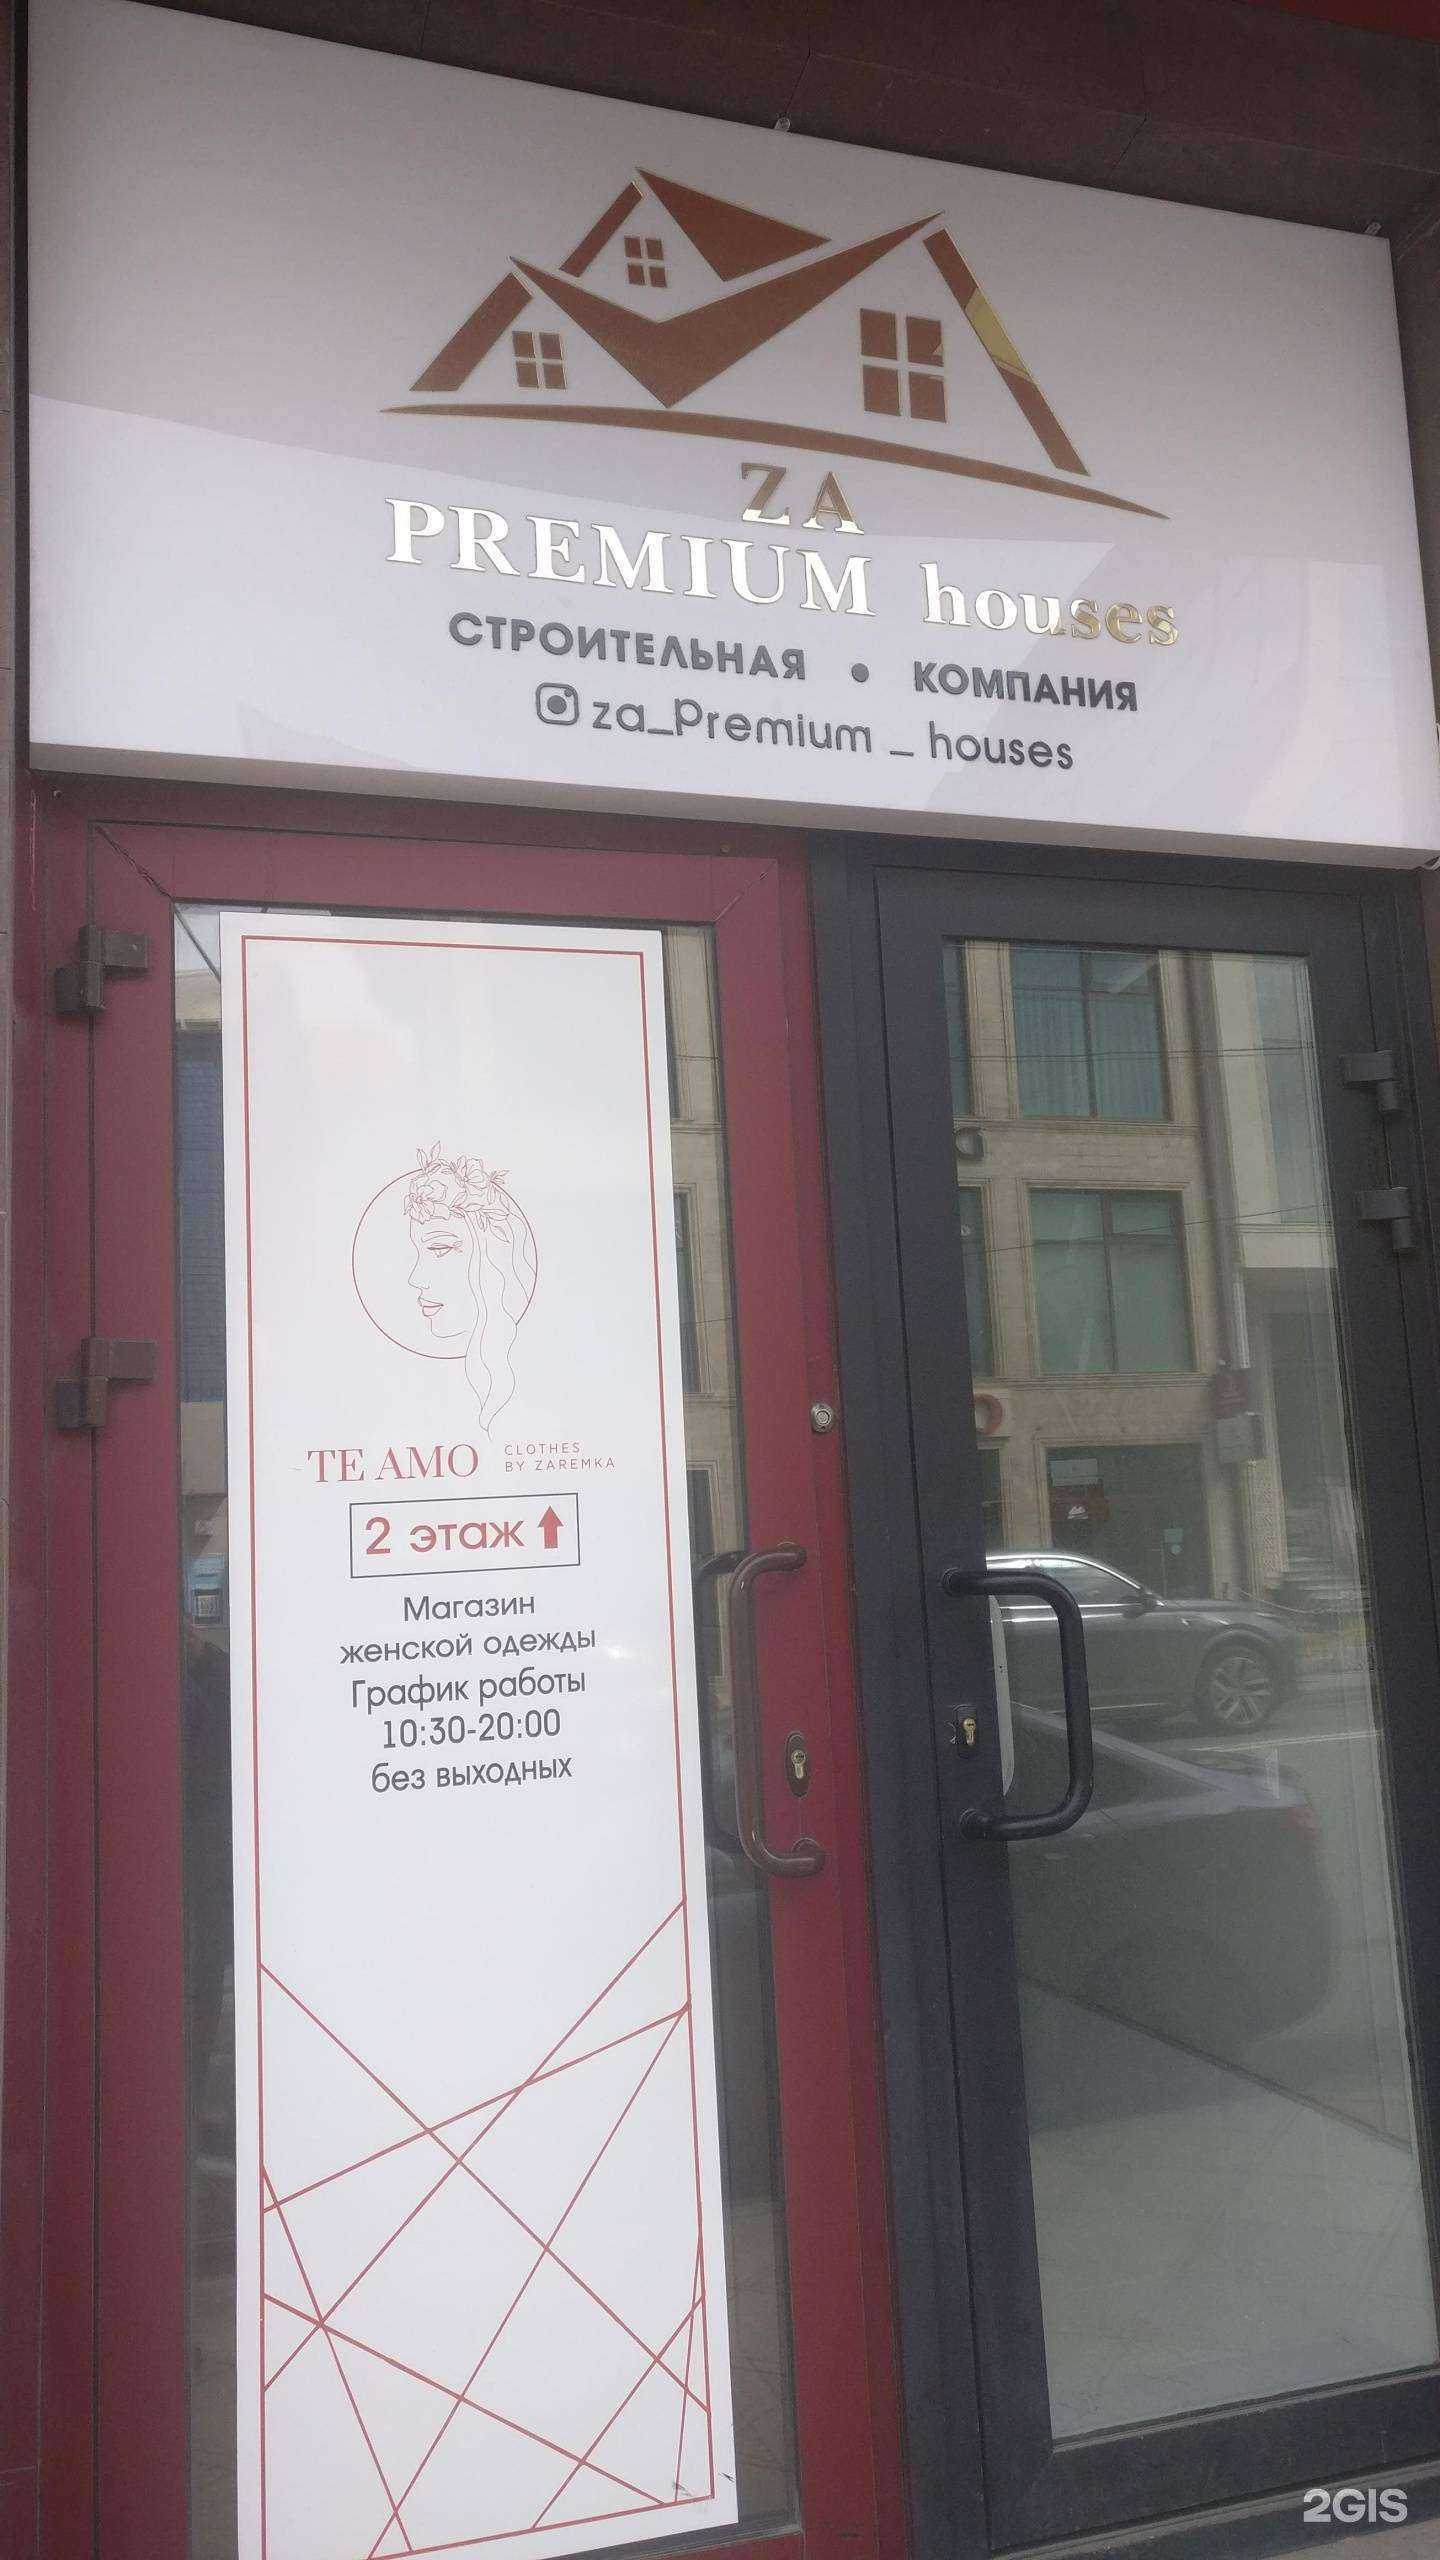 ZA
PREMIUM houses
СТРОИТЕЛЬНАЯ • КОМПАНИЯ
za_Premium _ houses
TE AMO
CLOTHES
BY ZAREMKA
2 этаж
Магазин
женской одежды
График работы
10:30-20:00
без выходных
2GIS